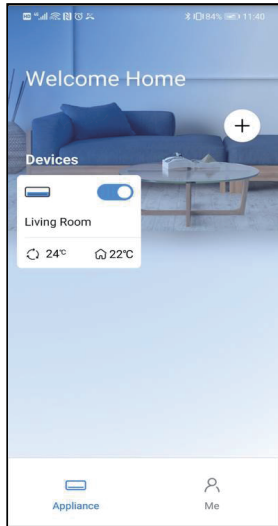 84% 11:40
Welcome Home
+
Devices
Living Room
24℃ 22℃
Appliance Me